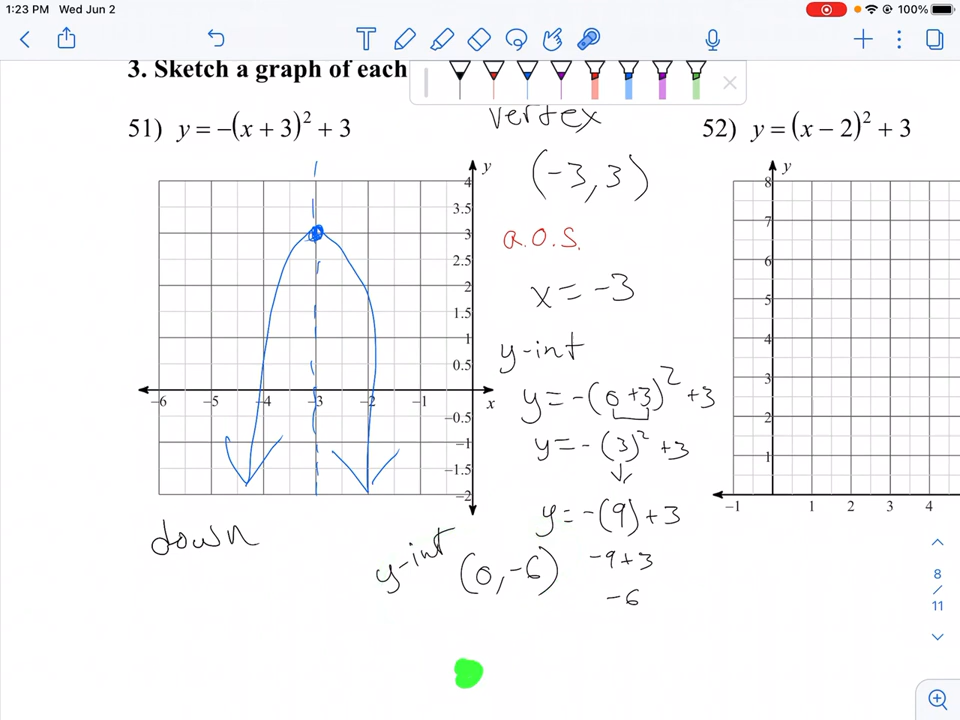 1:23 PM Wed Jun 2
100%
3. Sketch a graph of each
51) y = −(x + 3)² + 3
vertex
52) y = (x − 2)² + 3
(-3, 3)
a.o.s.
x = -3
y-int
y = -(0+3)² +3
y = -(3)² +3
y = -(9)+3
-9+3
-6
y
4
3.5
3
2.5
2
1.5
1
0.5
−0.5
−1
−1.5
−2
−6
−4
−3
−2
−1
x
down
y-int (0,-6)
y
8
7
6
5
4
3
2
1
−1
1
2
3
4
8
/
11